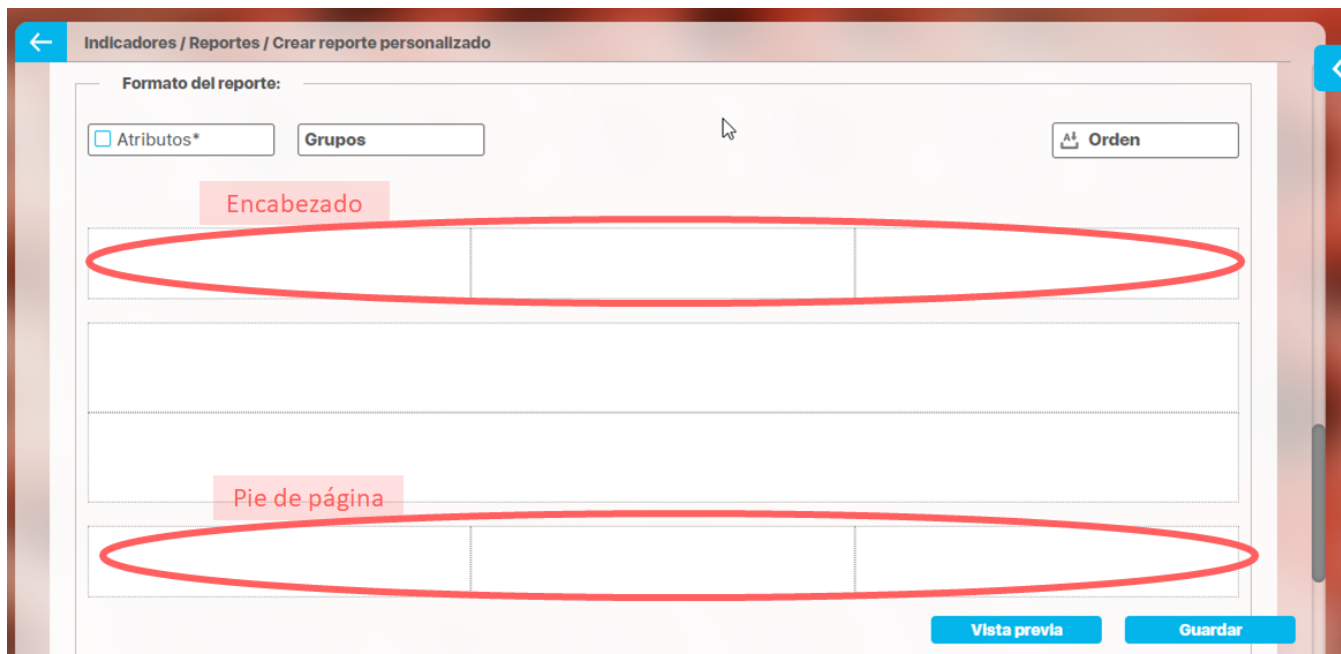 Indicadores / Reportes / Crear reporte personalizado
Formato del reporte:
Atributos*
Grupos
Orden
Encabezado
Pie de página
Vista previa
Guardar